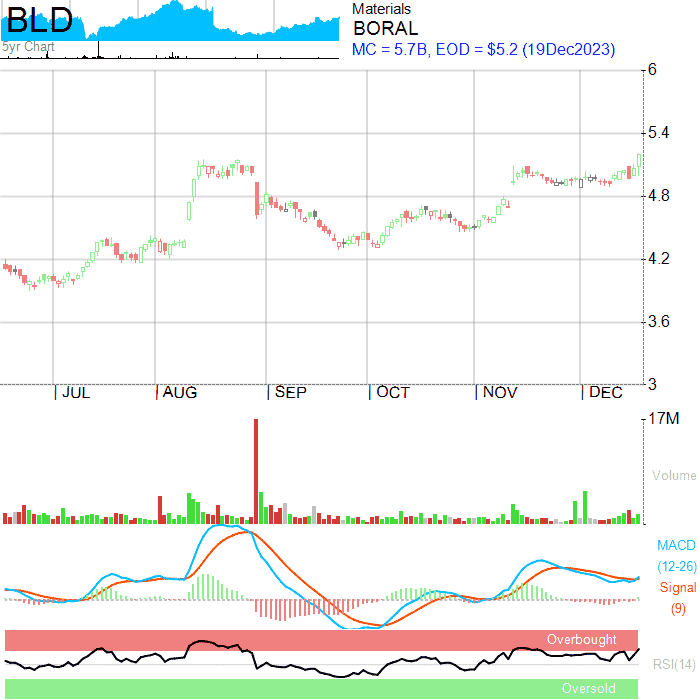 BLD
5yr Chart
Materials
BORAL
MC = 5.7B, EOD = $5.2 (19Dec2023)
6
5.4
4.8
4.2
3.6
3
JUL AUG SEP OCT NOV DEC
17M
Volume
MACD
(12-26)
Signal
(9)
Overbought
RSI(14)
Oversold